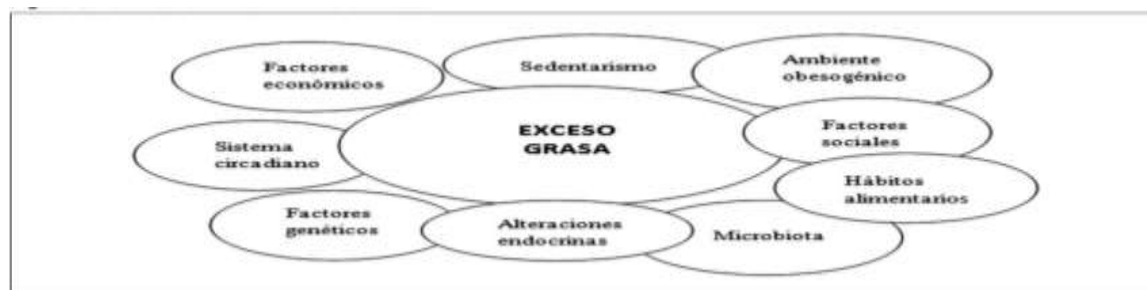 Factores
económicos
Sedentarismo
Ambiente
obesogénico
EXCESO
GRASA
Factores
sociales
Sistema
circadiano
Hábitos
alimentarios
Factores
genéticos
Alteraciones
endocrinas
Microbiota